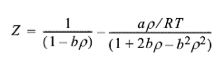 Z = 1/(1 − bρ) − aρ/RT/(1 + 2bρ − b²ρ²)